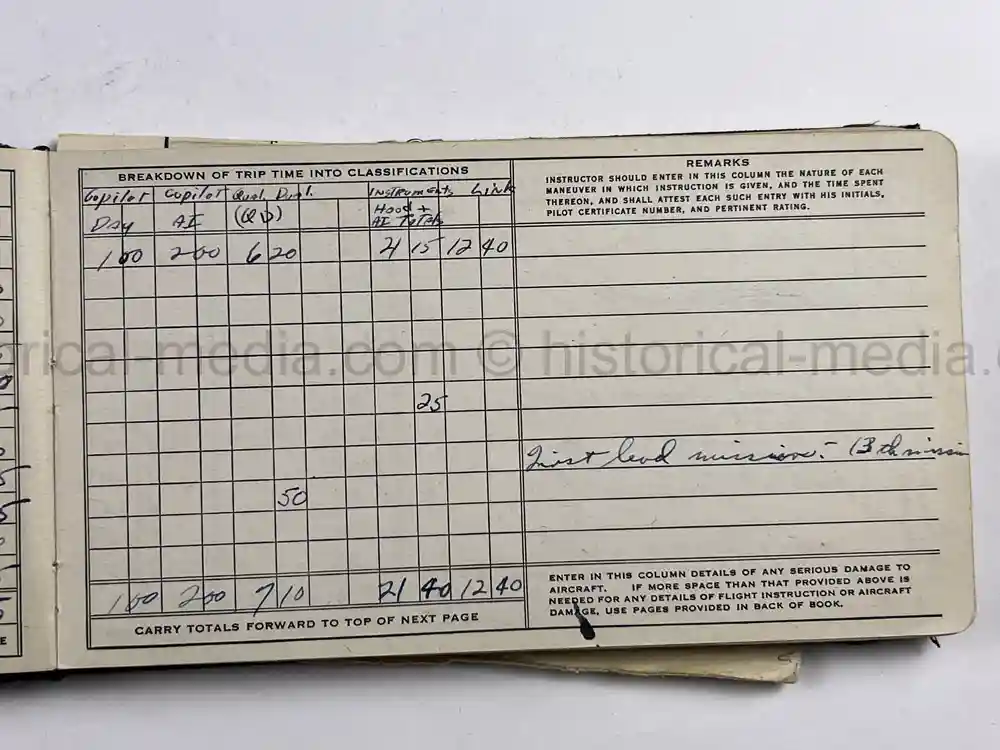 BREAKDOWN OF TRIP TIME INTO CLASSIFICATIONS
Copilot Copilot Qual. Dual. Instruments Link
Day AI (QD) Hood +
AI Totals
1 00 2 00 6 20 21 15 12 40
25
50
1 00 2 00 7 10 21 40 12 40
CARRY TOTALS FORWARD TO TOP OF NEXT PAGE
REMARKS
INSTRUCTOR SHOULD ENTER IN THIS COLUMN THE NATURE OF EACH
MANEUVER IN WHICH INSTRUCTION IS GIVEN, AND THE TIME SPENT
THEREON, AND SHALL ATTEST EACH SUCH ENTRY WITH HIS INITIALS,
PILOT CERTIFICATE NUMBER, AND PERTINENT RATING.
First lead mission - 13th mission
ENTER IN THIS COLUMN DETAILS OF ANY SERIOUS DAMAGE TO
AIRCRAFT. IF MORE SPACE THAN THAT PROVIDED ABOVE IS
NEEDED FOR ANY DETAILS OF FLIGHT INSTRUCTION OR AIRCRAFT
DAMAGE, USE PAGES PROVIDED IN BACK OF BOOK.
rical-media.com © historical-media.c